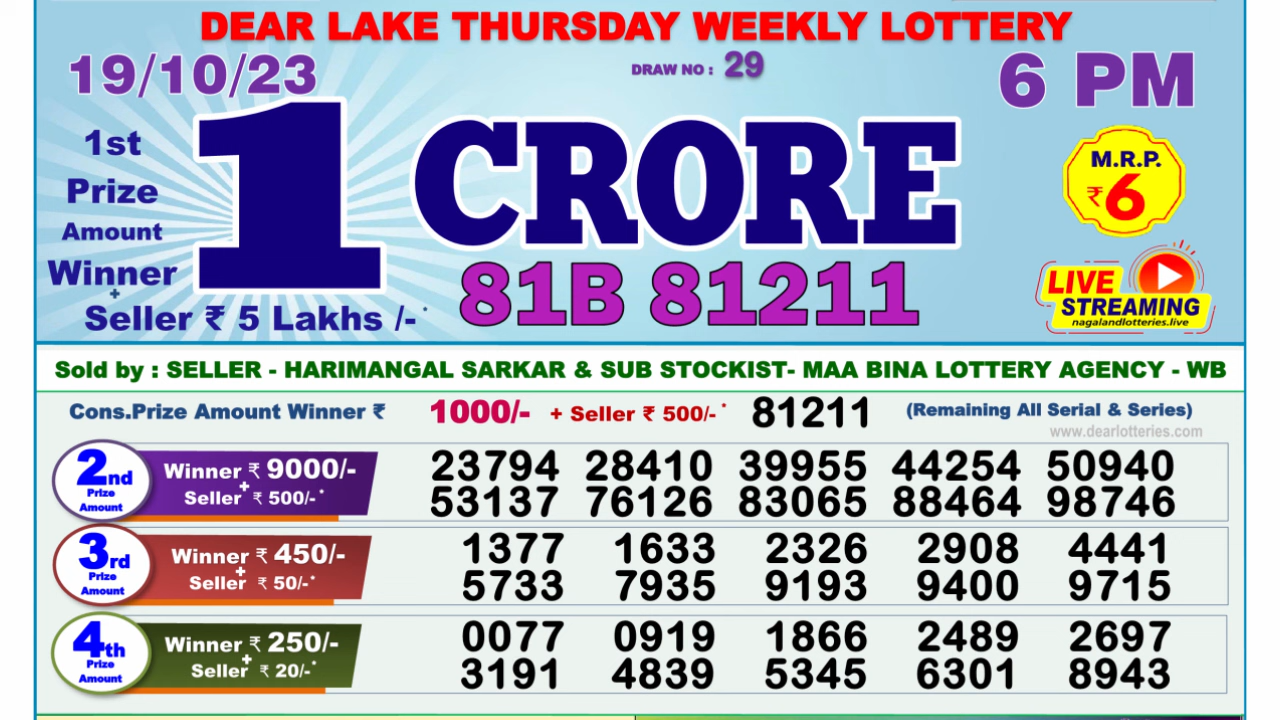 DEAR LAKE THURSDAY WEEKLY LOTTERY
19/10/23
DRAW NO : 29
6 PM
1st
Prize
Amount
Winner
+
Seller ₹ 5 Lakhs /-*
1 CRORE
81B 81211
M.R.P.
₹6
LIVE
STREAMING
nagalandlotteries.live
Sold by : SELLER - HARIMANGAL SARKAR & SUB STOCKIST- MAA BINA LOTTERY AGENCY - WB
Cons.Prize Amount Winner ₹ 1000/- + Seller ₹ 500/-* 81211 (Remaining All Serial & Series)
www.dearlotteries.com
2nd
Prize
Amount
Winner ₹ 9000/-
+
Seller ₹ 500/-*
23794 28410 39955 44254 50940
53137 76126 83065 88464 98746
3rd
Prize
Amount
Winner ₹ 450/-
+
Seller ₹ 50/-*
1377 1633 2326 2908 4441
5733 7935 9193 9400 9715
4th
Prize
Amount
Winner ₹ 250/-
+
Seller ₹ 20/-*
0077 0919 1866 2489 2697
3191 4839 5345 6301 8943